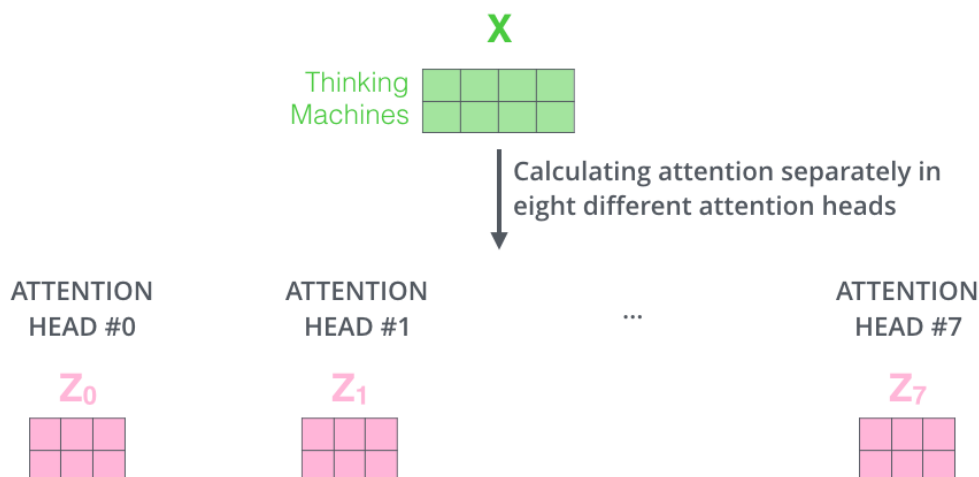 X
Thinking
Machines
Calculating attention separately in
eight different attention heads
ATTENTION
HEAD #0
ATTENTION
HEAD #1
...
ATTENTION
HEAD #7
Z0
Z1
Z7